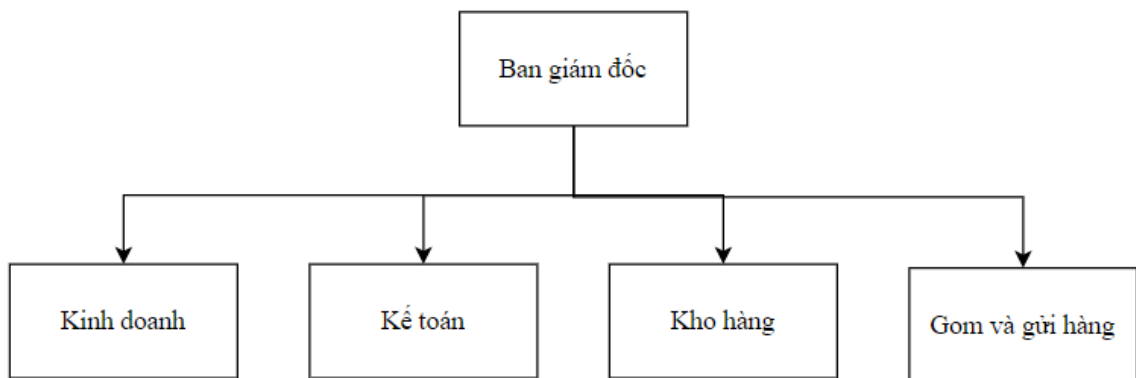 Ban giám đốc
Kinh doanh
Kế toán
Kho hàng
Gom và gửi hàng